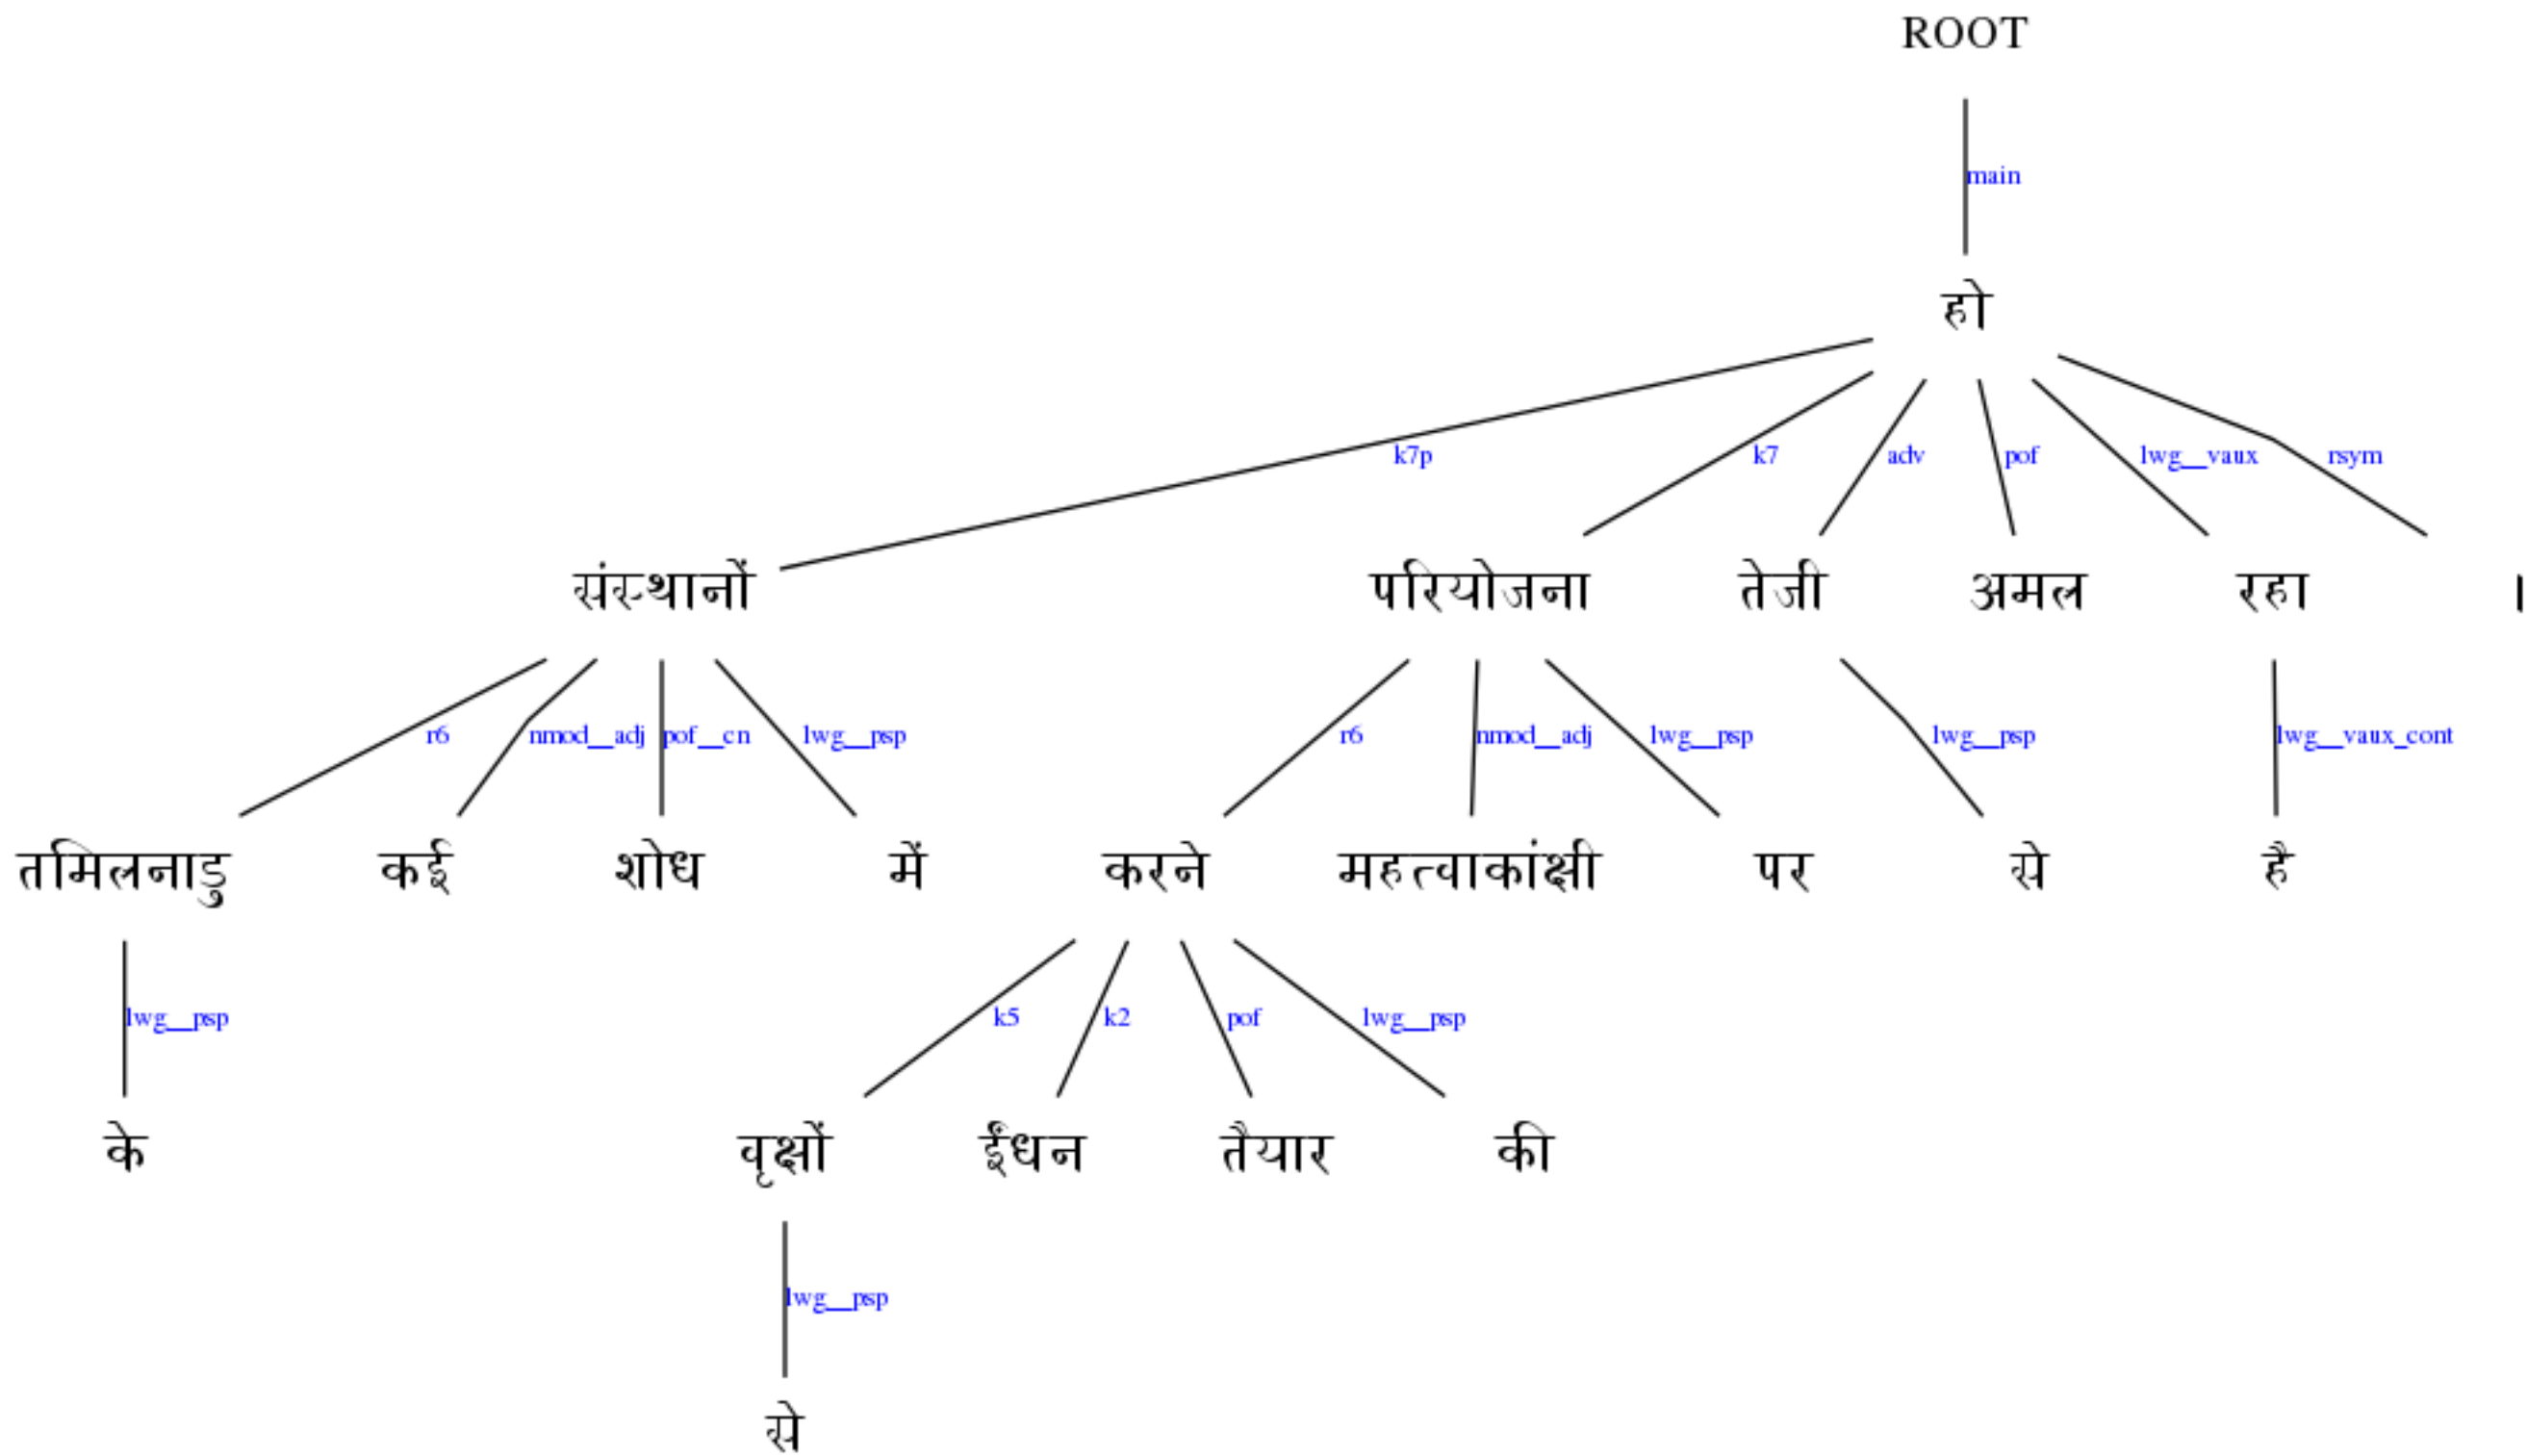 ROOT
main
हो
k7p k7 adv pof lwg__vaux rsym
संस्थानों परियोजना तेजी अमल रहा ।
r6 nmod__adj pof__cn lwg__psp r6 nmod__adj lwg__psp lwg__psp lwg__vaux_cont
तमिलनाडु कई शोध में करने महत्वाकांक्षी पर से है
lwg__psp k5 k2 pof lwg__psp
के वृक्षों ईंधन तैयार की
lwg__psp
से